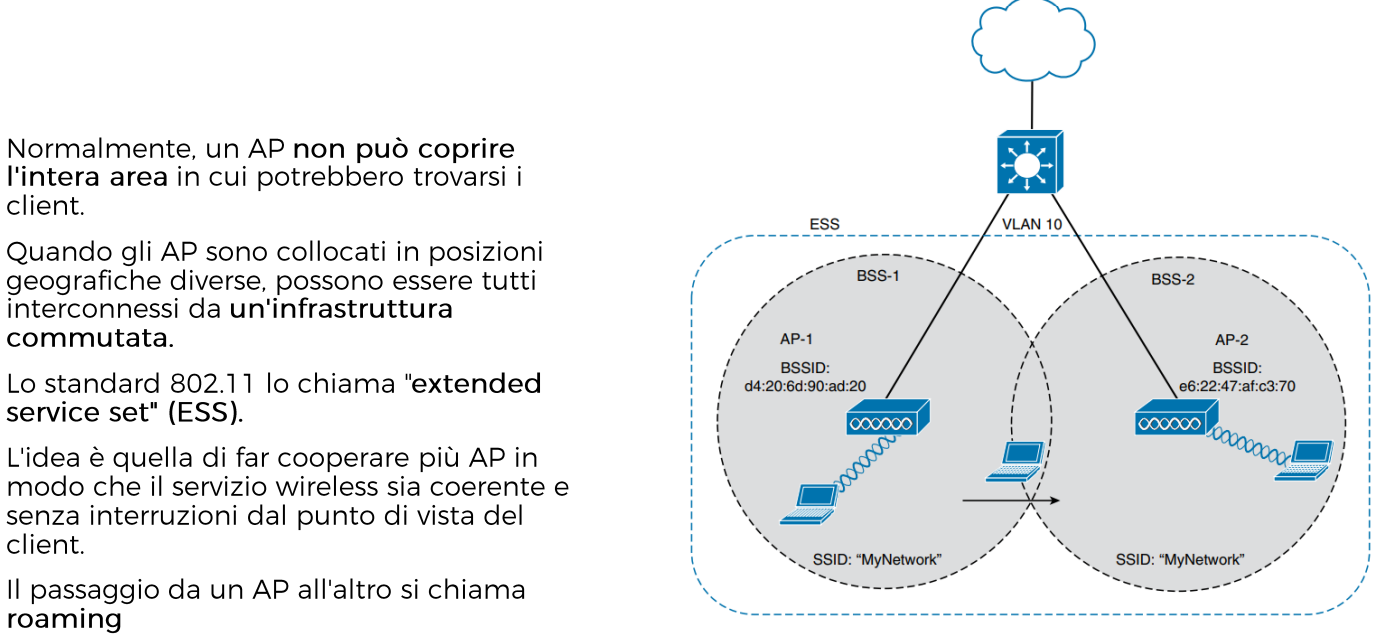 Normalmente, un AP non può coprire
l'intera area in cui potrebbero trovarsi i
client.
Quando gli AP sono collocati in posizioni
geografiche diverse, possono essere tutti
interconnessi da un'infrastruttura
commutata.
Lo standard 802.11 lo chiama "extended
service set" (ESS).
L'idea è quella di far cooperare più AP in
modo che il servizio wireless sia coerente e
senza interruzioni dal punto di vista del
client.
Il passaggio da un AP all'altro si chiama
roaming
ESS
VLAN 10
BSS-1
AP-1
BSSID:
d4:20:6d:90:ad:20
SSID: “MyNetwork”
BSS-2
AP-2
BSSID:
e6:22:47:af:c3:70
SSID: “MyNetwork”